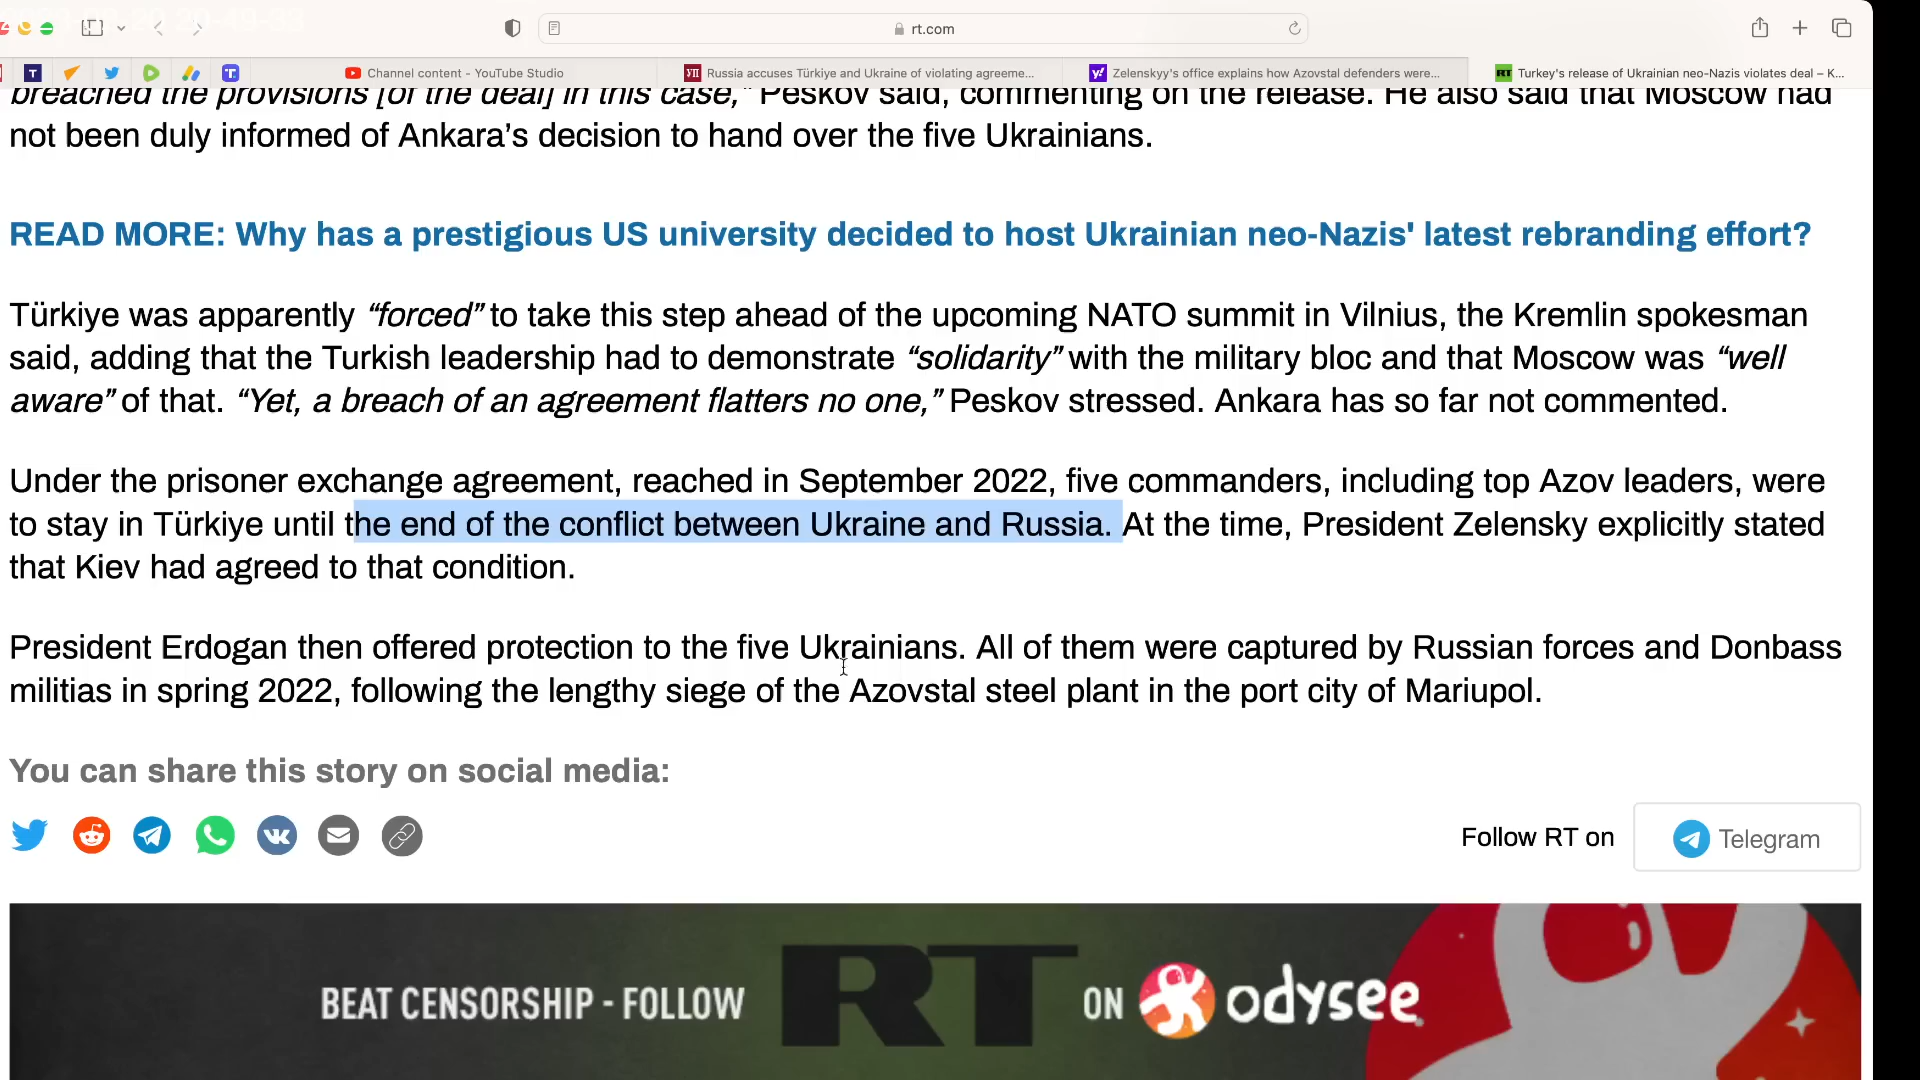 rt.com
Channel content - YouTube Studio
Russia accuses Türkiye and Ukraine of violating agreeme...
Zelenskyy's office explains how Azovstal defenders were...
RT Turkey's release of Ukrainian neo-Nazis violates deal – K...
breached the provisions [of the deal] in this case,” Peskov said, commenting on the release. He also said that Moscow had
not been duly informed of Ankara’s decision to hand over the five Ukrainians.
READ MORE: Why has a prestigious US university decided to host Ukrainian neo-Nazis' latest rebranding effort?
Türkiye was apparently “forced” to take this step ahead of the upcoming NATO summit in Vilnius, the Kremlin spokesman
said, adding that the Turkish leadership had to demonstrate “solidarity” with the military bloc and that Moscow was “well
aware” of that. “Yet, a breach of an agreement flatters no one,” Peskov stressed. Ankara has so far not commented.
Under the prisoner exchange agreement, reached in September 2022, five commanders, including top Azov leaders, were
to stay in Türkiye until the end of the conflict between Ukraine and Russia. At the time, President Zelensky explicitly stated
that Kiev had agreed to that condition.
President Erdogan then offered protection to the five Ukrainians. All of them were captured by Russian forces and Donbass
militias in spring 2022, following the lengthy siege of the Azovstal steel plant in the port city of Mariupol.
You can share this story on social media:
Follow RT on Telegram
BEAT CENSORSHIP - FOLLOW RT ON odysee